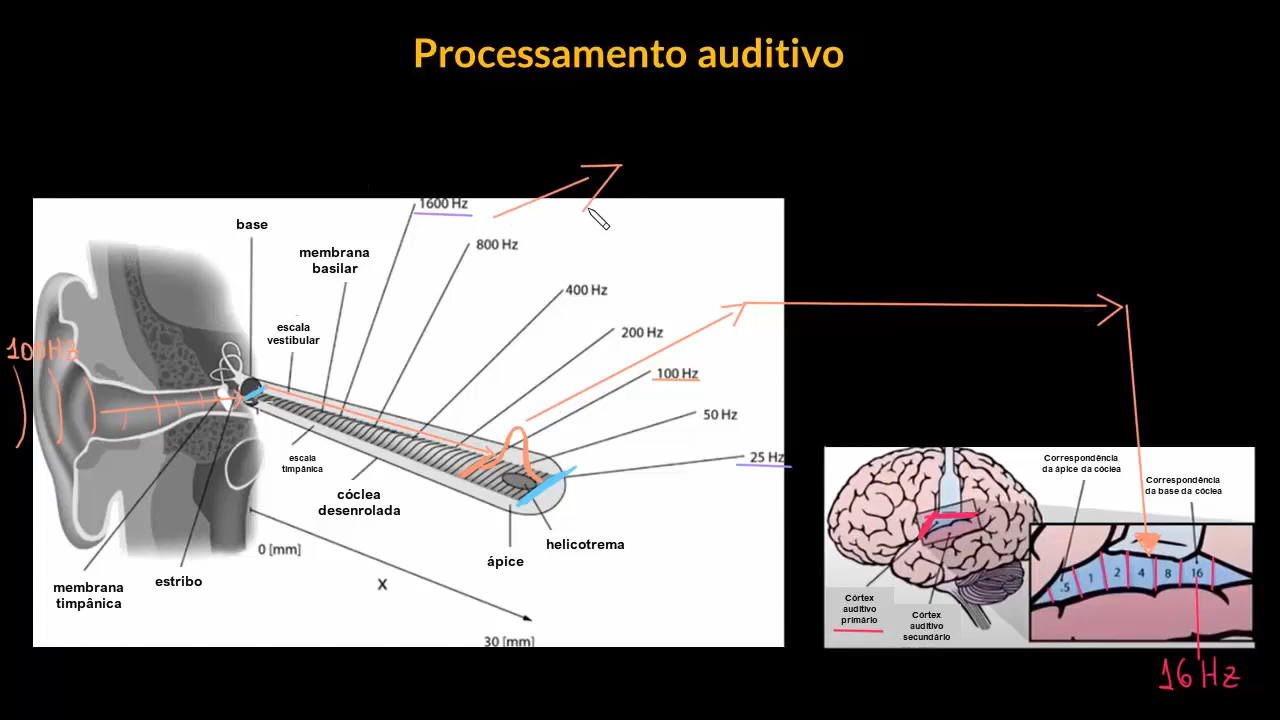 Processamento auditivo
1600 Hz
base
800 Hz
membrana
basilar
400 Hz
escala
vestibular
200 Hz
100HZ
100 Hz
50 Hz
25 Hz
escala
timpânica
cóclea
desenrolada
0 [mm]
helicotrema
ápice
estribo
membrana
timpânica
X
30 [mm]
Correspondência
da ápice da cóclea
Correspondência
da base da cóclea
.5
1
2
4
8
16
Córtex
auditivo
primário
Córtex
auditivo
secundário
16 Hz